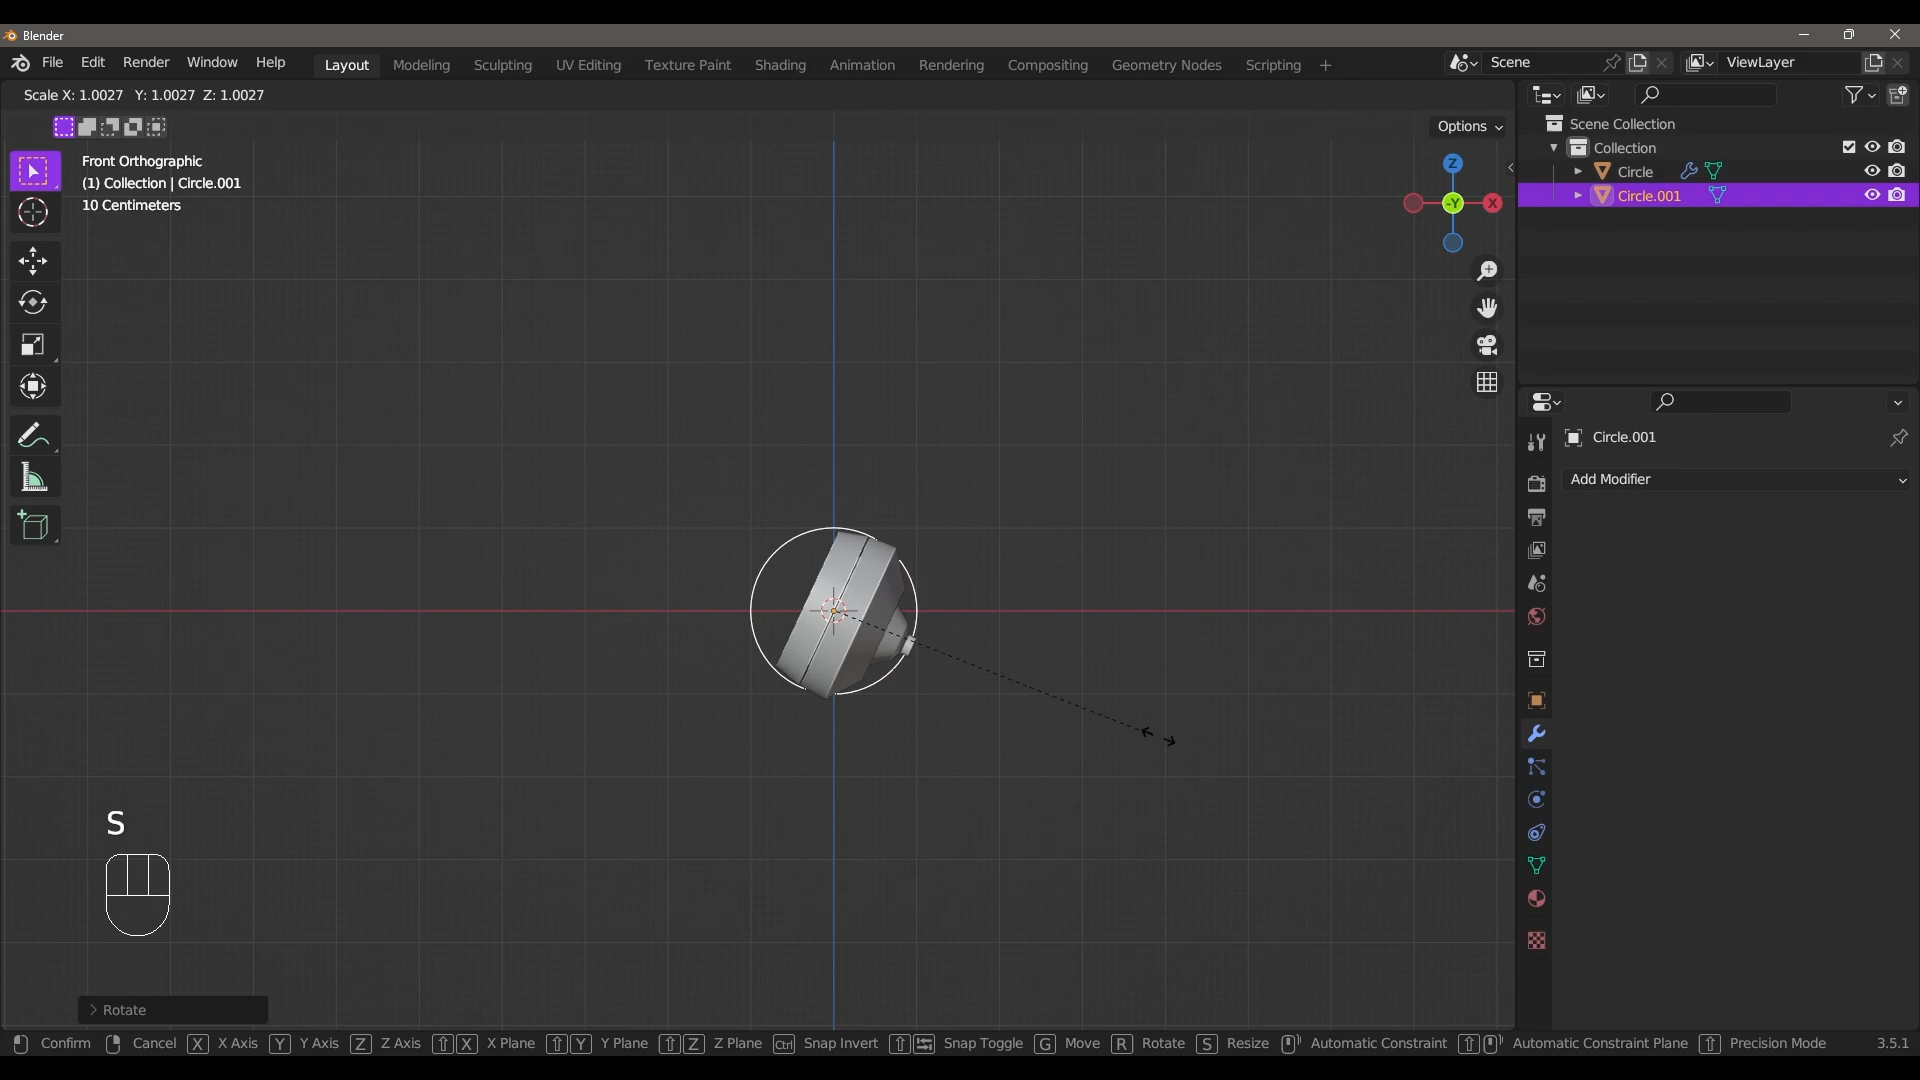 Blender
File Edit Render Window Help Layout Modeling Sculpting UV Editing Texture Paint Shading Animation Rendering Compositing Geometry Nodes Scripting + Scene ViewLayer
Scale X: 1.0027 Y: 1.0027 Z: 1.0027
Options
Front Orthographic
(1) Collection | Circle.001
10 Centimeters
Z
-Y
X
Scene Collection
Collection
Circle
Circle.001
Circle.001
Add Modifier
S
Rotate
Confirm Cancel X X Axis Y Y Axis Z Z Axis X X Plane Y Y Plane Z Z Plane Ctrl Snap Invert Snap Toggle G Move R Rotate S Resize Automatic Constraint Automatic Constraint Plane Precision Mode 3.5.1